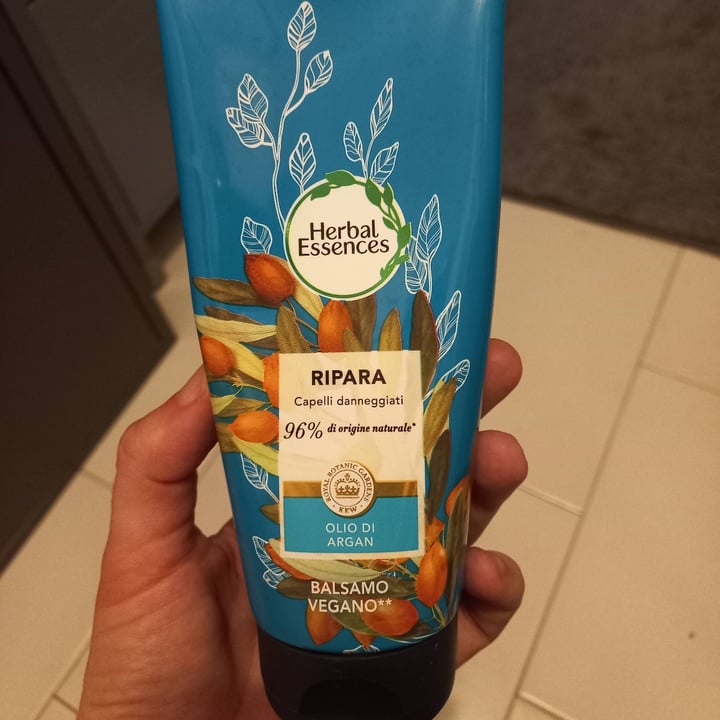 Herbal
Essences
RIPARA
Capelli danneggiati
96% di origine naturale*
ROYAL BOTANIC GARDENS
KEW
OLIO DI
ARGAN
BALSAMO
VEGANO**